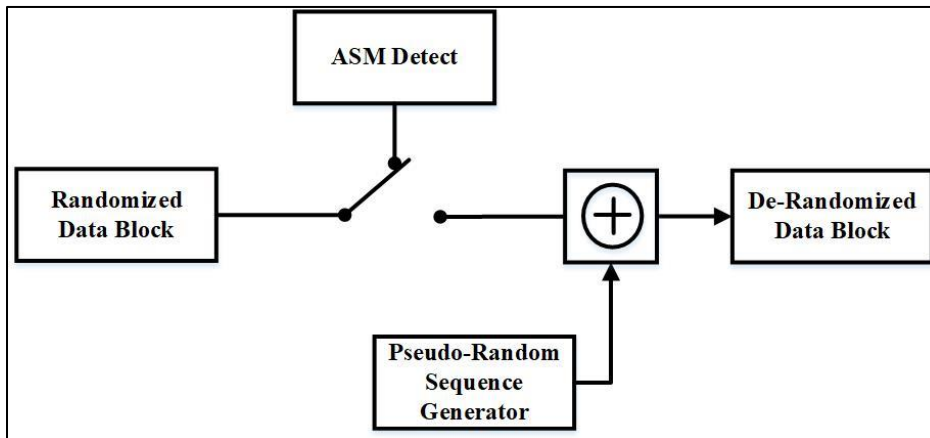 ASM Detect
Randomized
Data Block
De-Randomized
Data Block
Pseudo-Random
Sequence
Generator